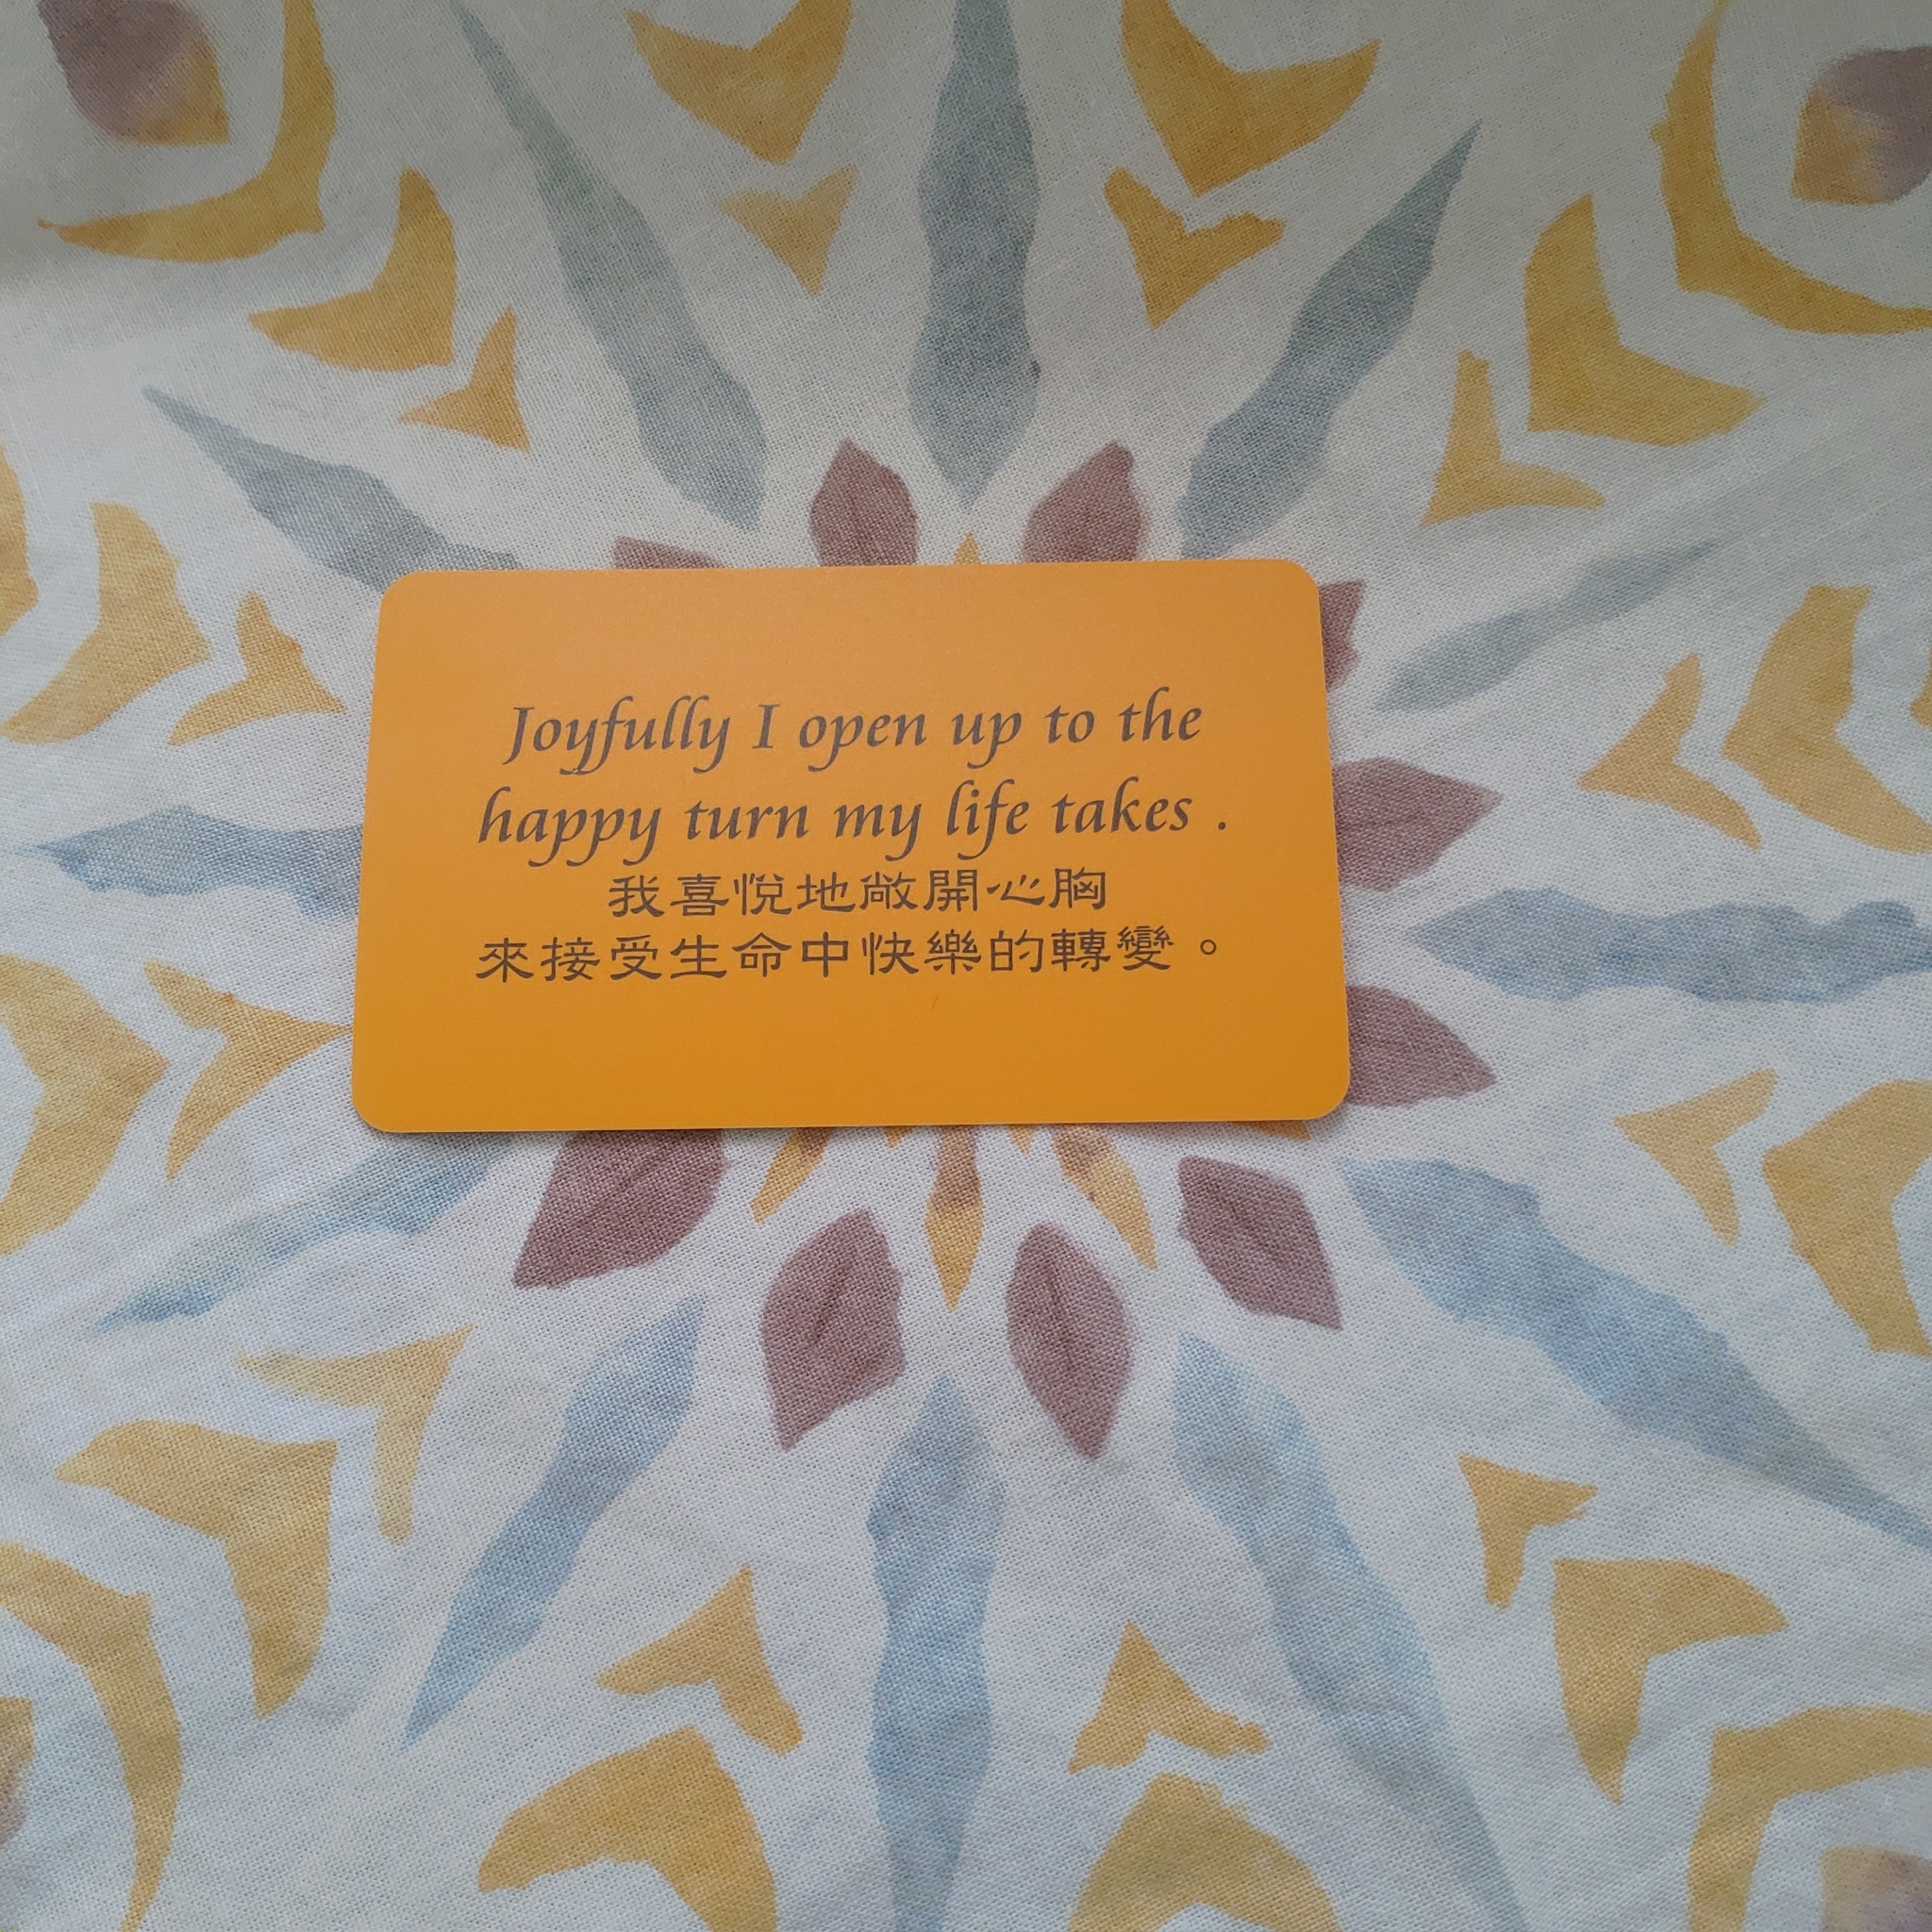 Joyfully I open up to the
happy turn my life takes .
我喜悅地敞開心胸
來接受生命中快樂的轉變。